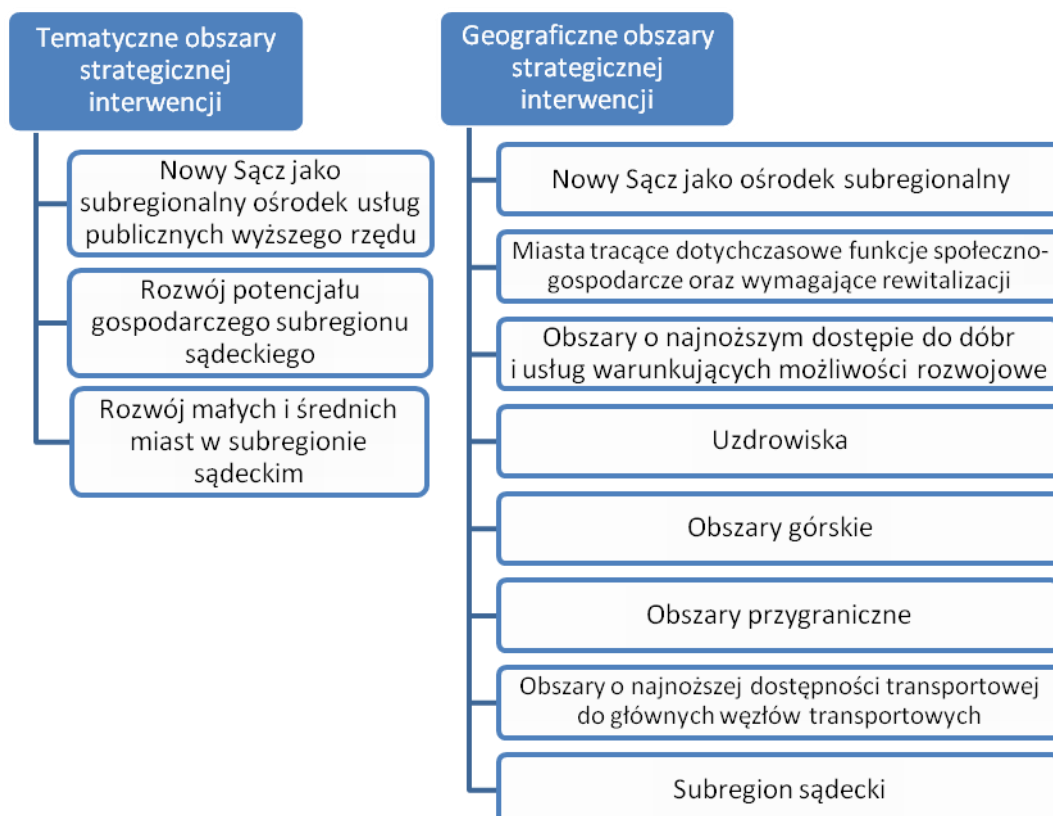 Tematyczne obszary
strategicznej
interwencji
Nowy Sącz jako
subregionalny ośrodek usług
publicznych wyższego rzędu
Rozwój potencjału
gospodarczego subregionu
sądeckiego
Rozwój małych i średnich
miast w subregionie
sądeckim
Geograficzne obszary
strategicznej
interwencji
Nowy Sącz jako ośrodek subregionalny
Miasta tracące dotychczasowe funkcje społeczno-
gospodarcze oraz wymagające rewitalizacji
Obszary o najnoższym dostępie do dóbr
i usług warunkujących możliwości rozwojowe
Uzdrowiska
Obszary górskie
Obszary przygraniczne
Obszary o najnoższej dostępności transportowej
do głównych węzłów transportowych
Subregion sądecki